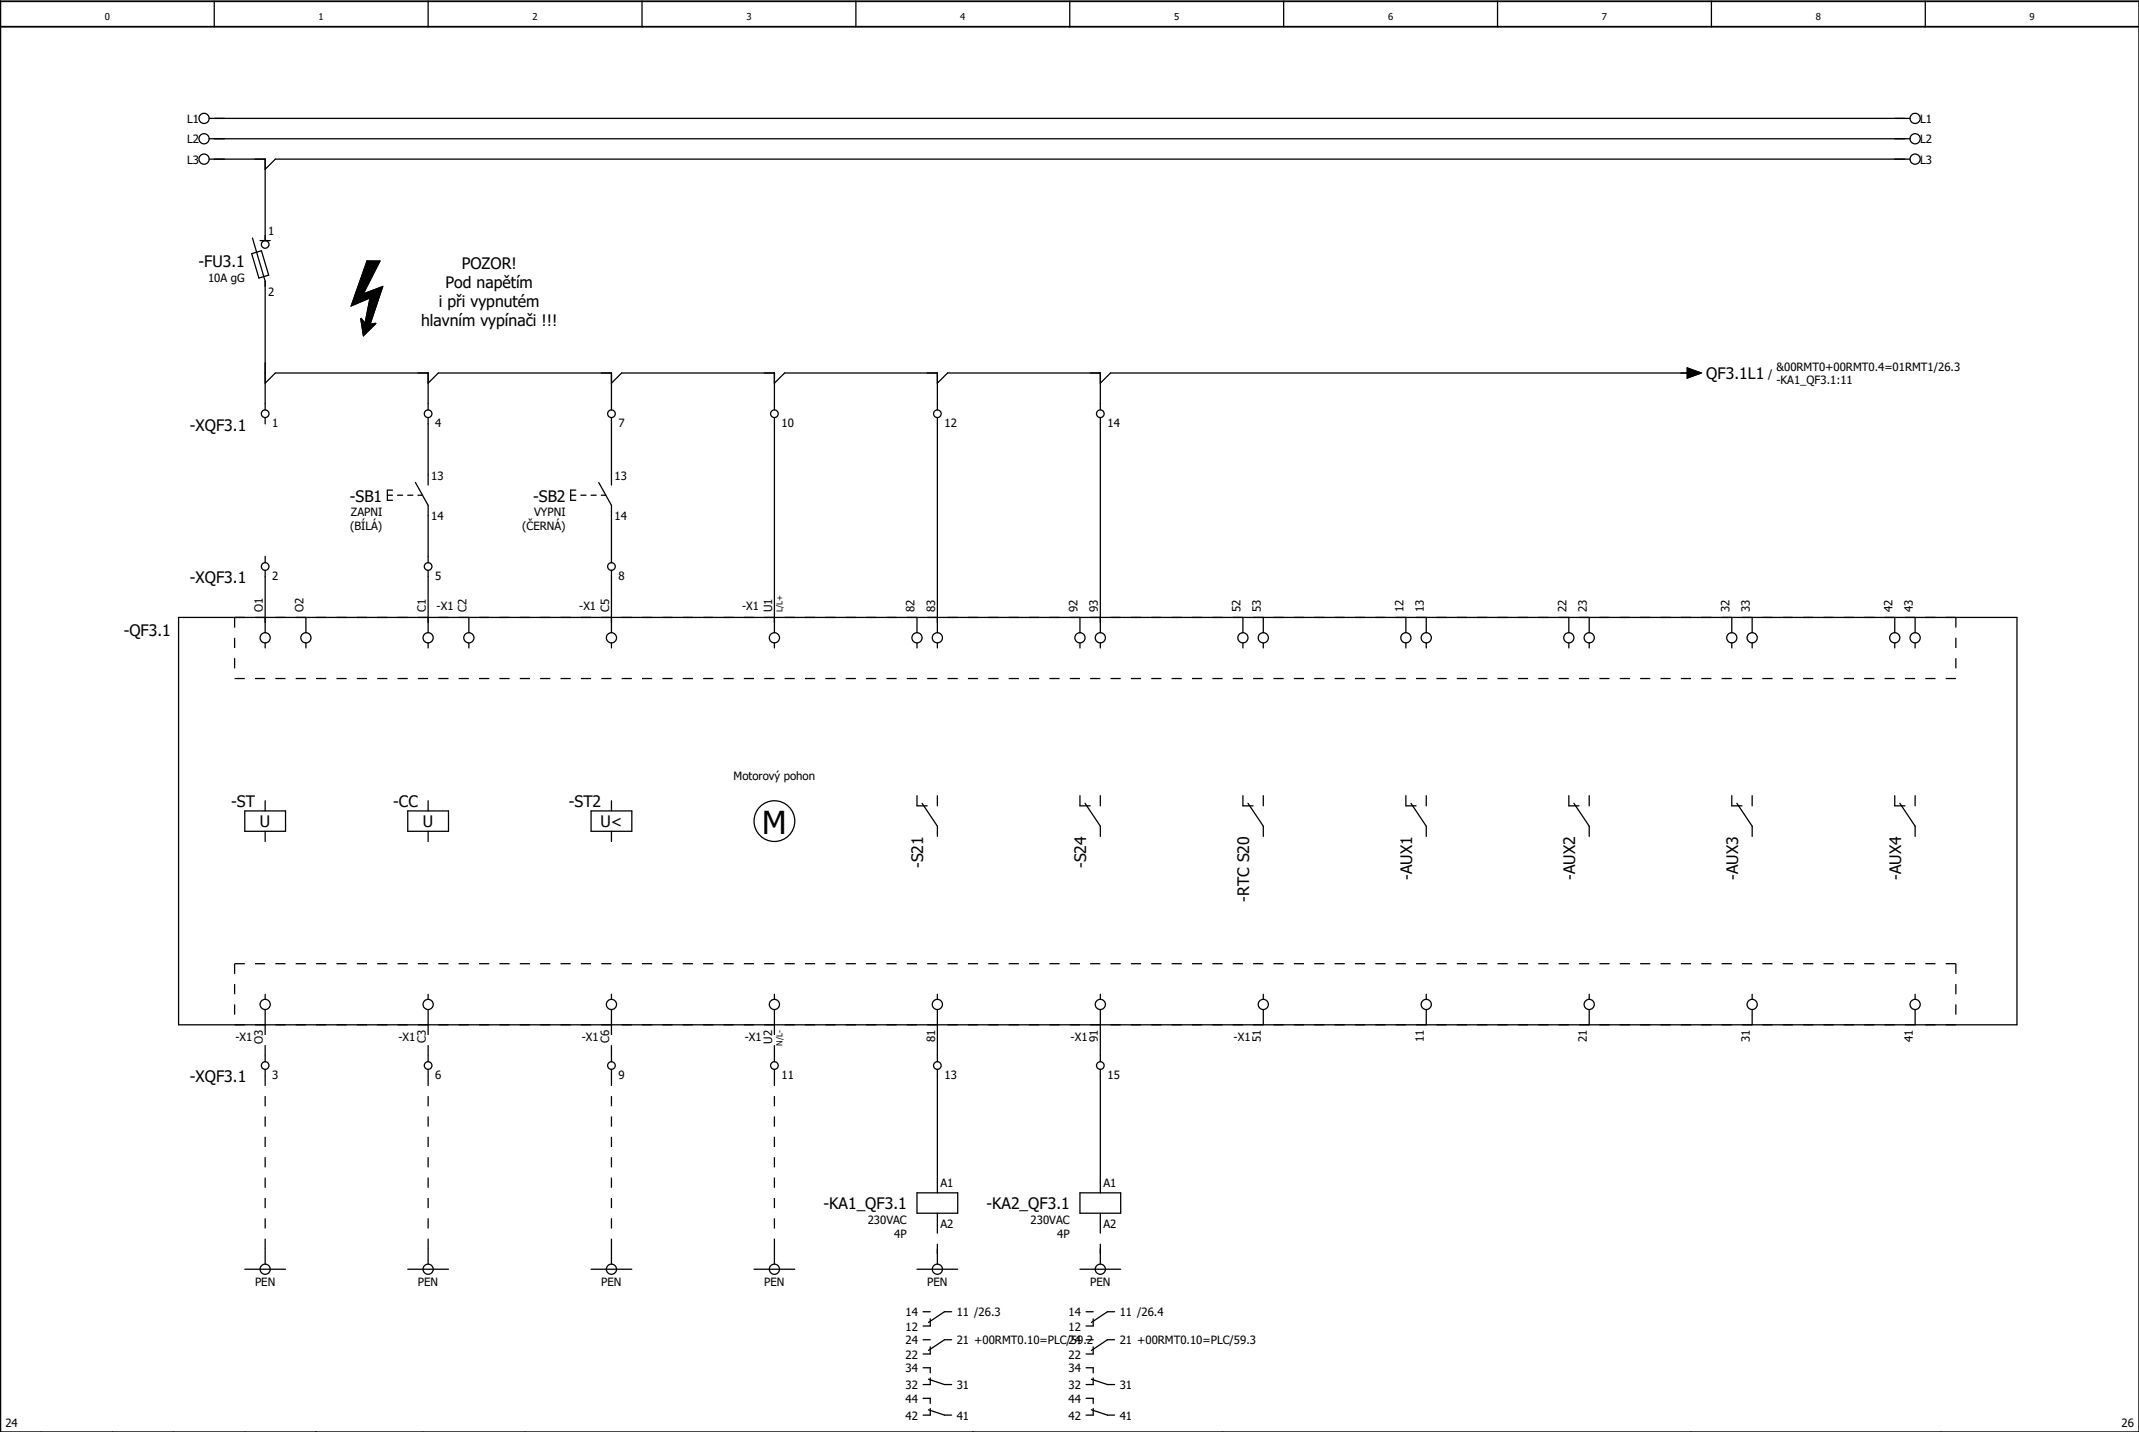 0 1 2 3 4 5 6 7 8 9
L1 L1
L2 L2
L3 L3
1
-FU3.1
10A gG
2
POZOR!
Pod napětím
i při vypnutém
hlavním vypínači !!!
QF3.1L1 / &00RMT0+00RMT0.4=01RMT1/26.3
-KA1_QF3.1:11
-XQF3.1 1 4 7 10 12 14
13 13
-SB1 E -SB2 E
ZAPNI VYPNI
(BÍLÁ) (ČERNÁ)
14 14
-XQF3.1 2 5 8
O1 O2 C1 -X1 C2 -X1 C5 -X1 U1 L/L+ 82 83 92 93 52 53 12 13 22 23 32 33 42 43
-QF3.1
Motorový pohon
-ST -CC -ST2
U U U< M
-S21 -S24 -RTC S20 -AUX1 -AUX2 -AUX3 -AUX4
-X1 O3 -X1 C3 -X1 C6 -X1 U2 N/L- 81 -X1 91 -X1 51 11 21 31 41
-XQF3.1 3 6 9 11 13 15
A1 A1
-KA1_QF3.1 -KA2_QF3.1
230VAC 230VAC
4P 4P
A2 A2
PEN PEN PEN PEN PEN PEN
14 11 /26.3 14 11 /26.4
12 12
24 21 +00RMT0.10=PLC/59.2 24 21 +00RMT0.10=PLC/59.3
22 22
34 34
32 31 32 31
44 44
42 41 42 41
24 26